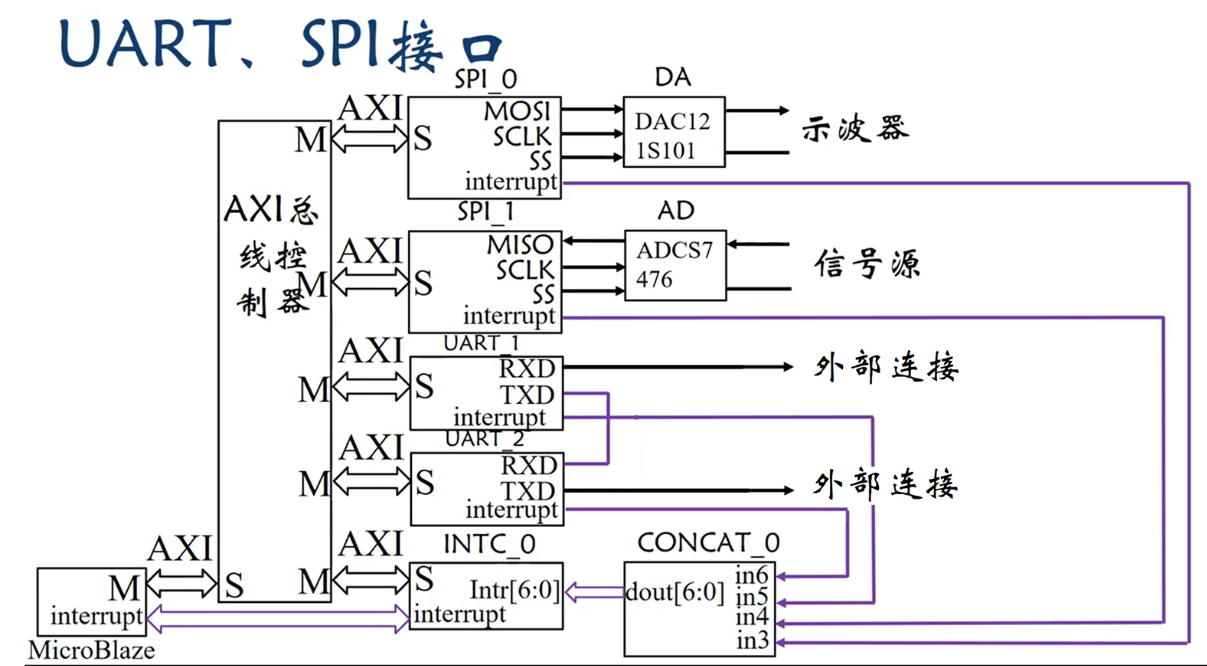 UART、SPI接口
SPI_0
DA
AXI
M
S
MOSI
SCLK
SS
interrupt
DAC12
1S101
示波器
AXI总
线控
制器
SPI_1
AD
AXI
M
S
MISO
SCLK
SS
interrupt
ADCS7
476
信号源
UART_1
AXI
M
S
RXD
TXD
interrupt
外部连接
UART_2
AXI
M
S
RXD
TXD
interrupt
外部连接
INTC_0
CONCAT_0
AXI
M
S
Intr[6:0]
interrupt
dout[6:0]
in6
in5
in4
in3
AXI
M
S
interrupt
MicroBlaze